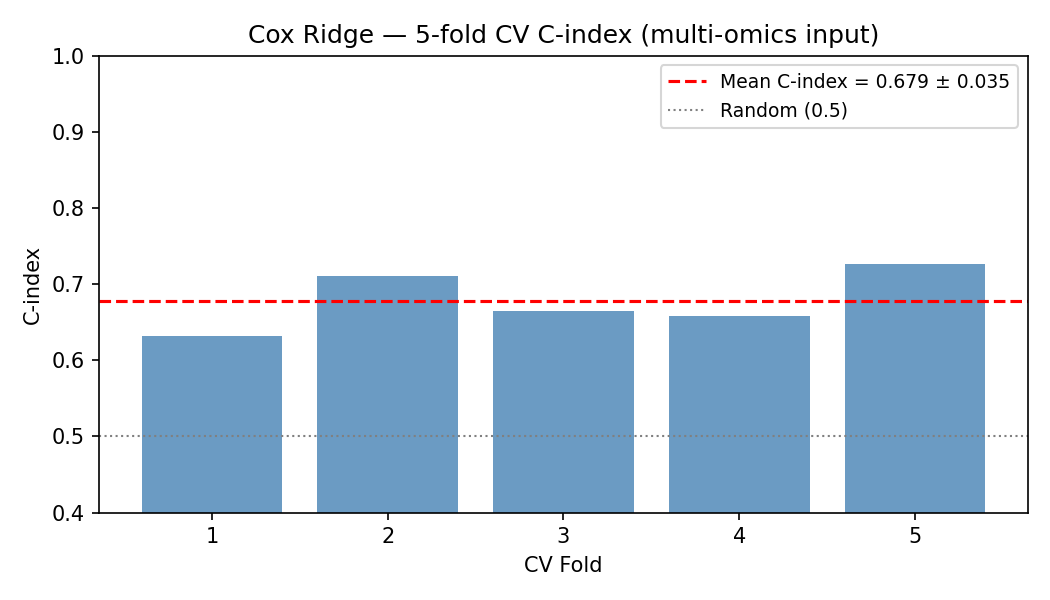 Cox Ridge — 5-fold CV C-index (multi-omics input)
Mean C-index = 0.679 ± 0.035
Random (0.5)
C-index
1.0
0.9
0.8
0.7
0.6
0.5
0.4
1 2 3 4 5
CV Fold